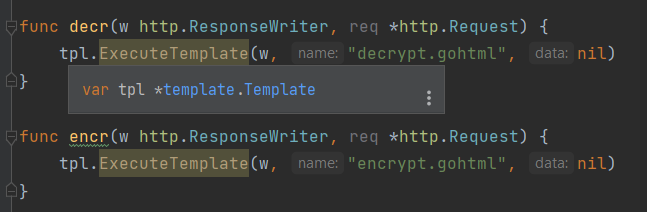 func decr(w http.ResponseWriter, req *http.Request) {
tpl.ExecuteTemplate(w, name: "decrypt.gohtml", data: nil)
}
var tpl *template.Template
func encr(w http.ResponseWriter, req *http.Request) {
tpl.ExecuteTemplate(w, name: "encrypt.gohtml", data: nil)
}